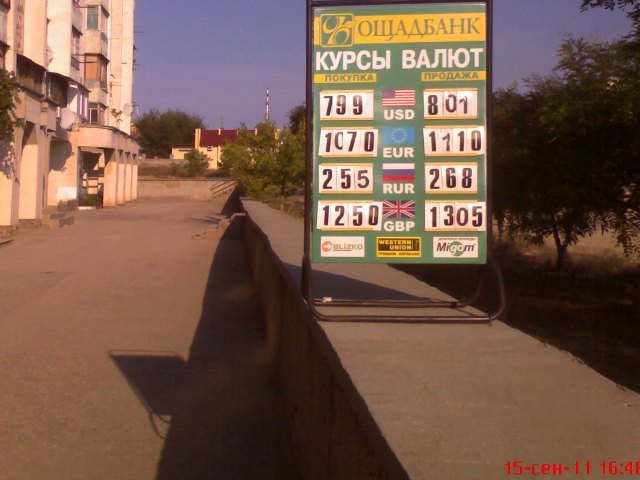 ОЩАДБАНК
КУРСЫ ВАЛЮТ
ПОКУПКА ПРОДАЖА
799 USD 801
1070 EUR 1110
255 RUR 268
1250 GBP 1305
BLIZKO WESTERN UNION Migom
15-сен-11 16:48